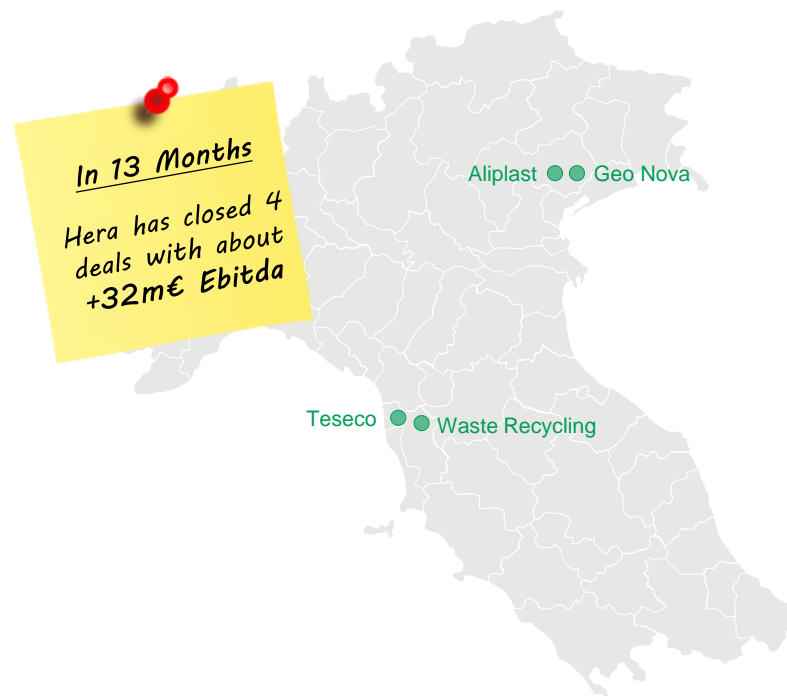 In 13 Months
Hera has closed 4
deals with about
+32m€ Ebitda
Aliplast
Geo Nova
Teseco
Waste Recycling